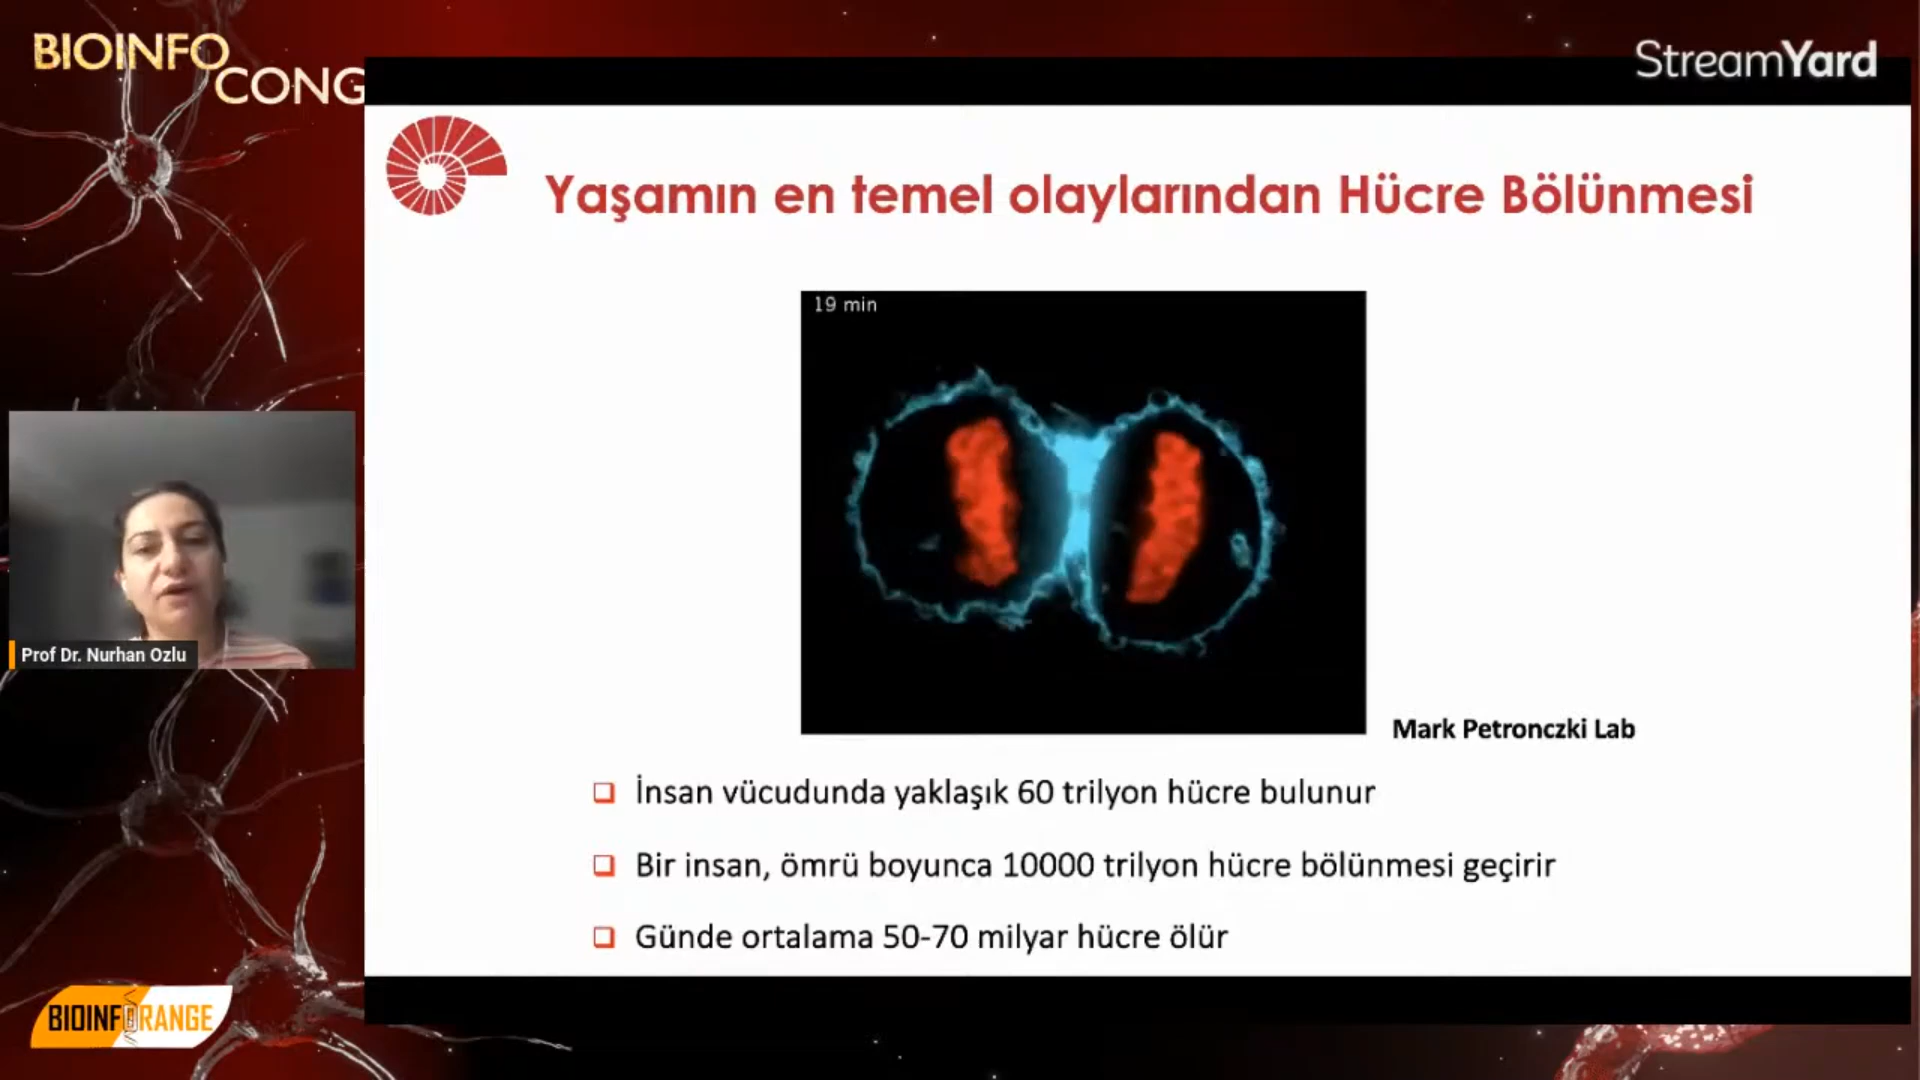 BIOINFO
CONG
StreamYard
Yaşamın en temel olaylarından Hücre Bölünmesi
19 min
Mark Petronczki Lab
Prof Dr. Nurhan Ozlu
İnsan vücudunda yaklaşık 60 trilyon hücre bulunur
Bir insan, ömrü boyunca 10000 trilyon hücre bölünmesi geçirir
Günde ortalama 50-70 milyar hücre ölür
BIOINFORANGE